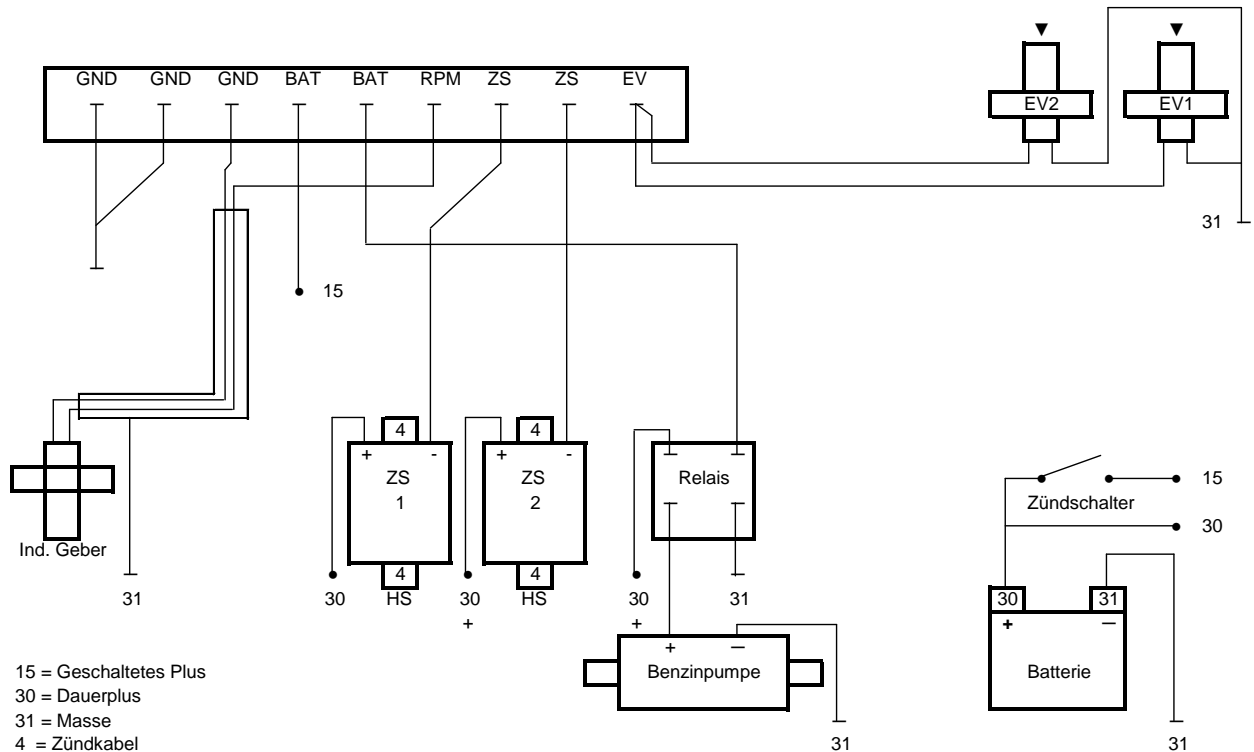 ▼ ▼
GND GND GND BAT BAT RPM ZS ZS EV
EV2 EV1
31
15
4 4
+ - + -
ZS ZS Relais
1 2
15
Zündschalter
30
Ind. Geber
4 4
31 30 HS 30 HS 30 31
+ +
30 31
+ —
+ —
Benzinpumpe
Batterie
15 = Geschaltetes Plus
30 = Dauerplus
31 = Masse
4 = Zündkabel
31 31